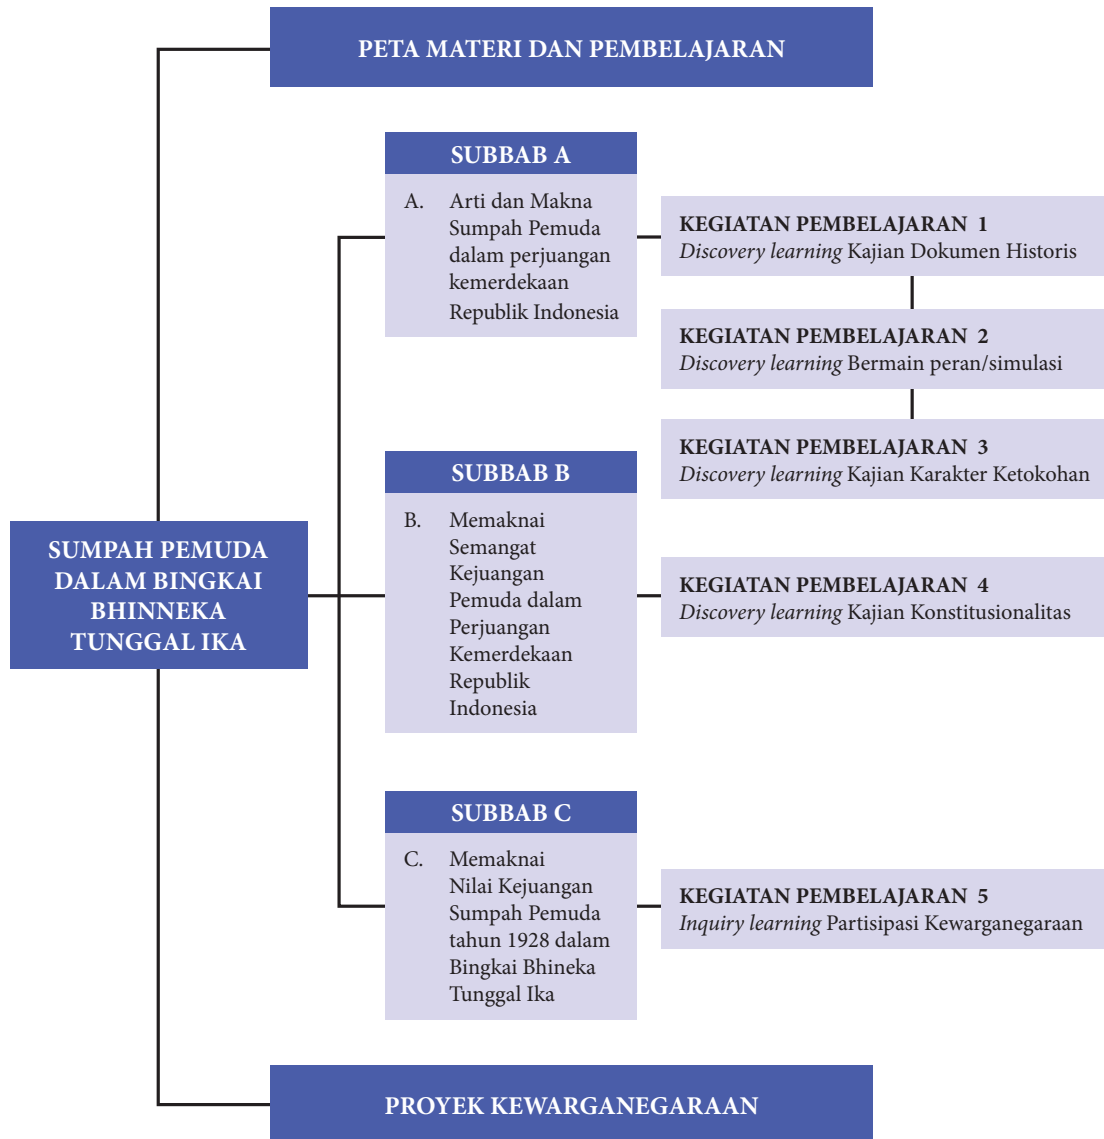 PETA MATERI DAN PEMBELAJARAN
SUMPAH PEMUDA
DALAM BINGKAI
BHINNEKA
TUNGGAL IKA
SUBBAB A
A. Arti dan Makna
Sumpah Pemuda
dalam perjuangan
kemerdekaan
Republik Indonesia
KEGIATAN PEMBELAJARAN 1
Discovery learning Kajian Dokumen Historis
KEGIATAN PEMBELAJARAN 2
Discovery learning Bermain peran/simulasi
KEGIATAN PEMBELAJARAN 3
Discovery learning Kajian Karakter Ketokohan
SUBBAB B
B. Memaknai
Semangat
Kejuangan
Pemuda dalam
Perjuangan
Kemerdekaan
Republik
Indonesia
KEGIATAN PEMBELAJARAN 4
Discovery learning Kajian Konstitusionalitas
SUBBAB C
C. Memaknai
Nilai Kejuangan
Sumpah Pemuda
tahun 1928 dalam
Bingkai Bhineka
Tunggal Ika
KEGIATAN PEMBELAJARAN 5
Inquiry learning Partisipasi Kewarganegaraan
PROYEK KEWARGANEGARAAN